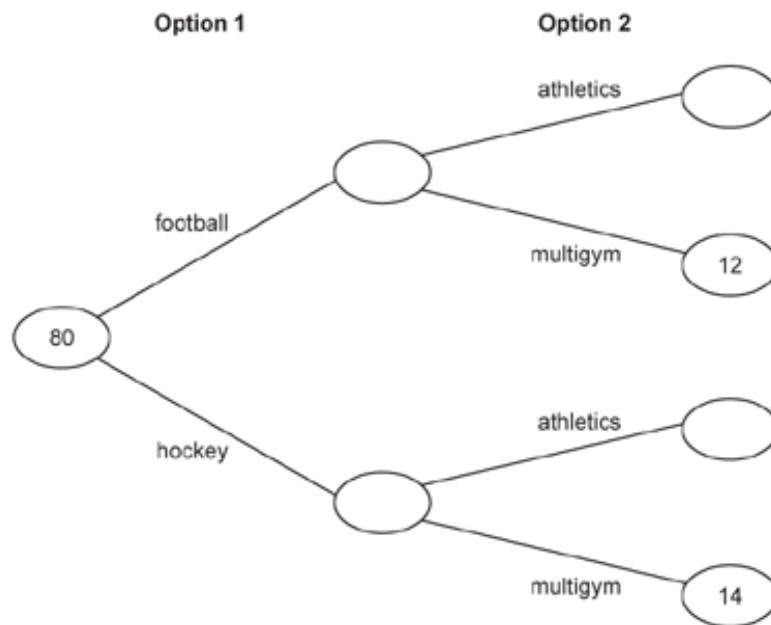 Option 1 Option 2
athletics
football
multigym 12
80
athletics
hockey
multigym 14